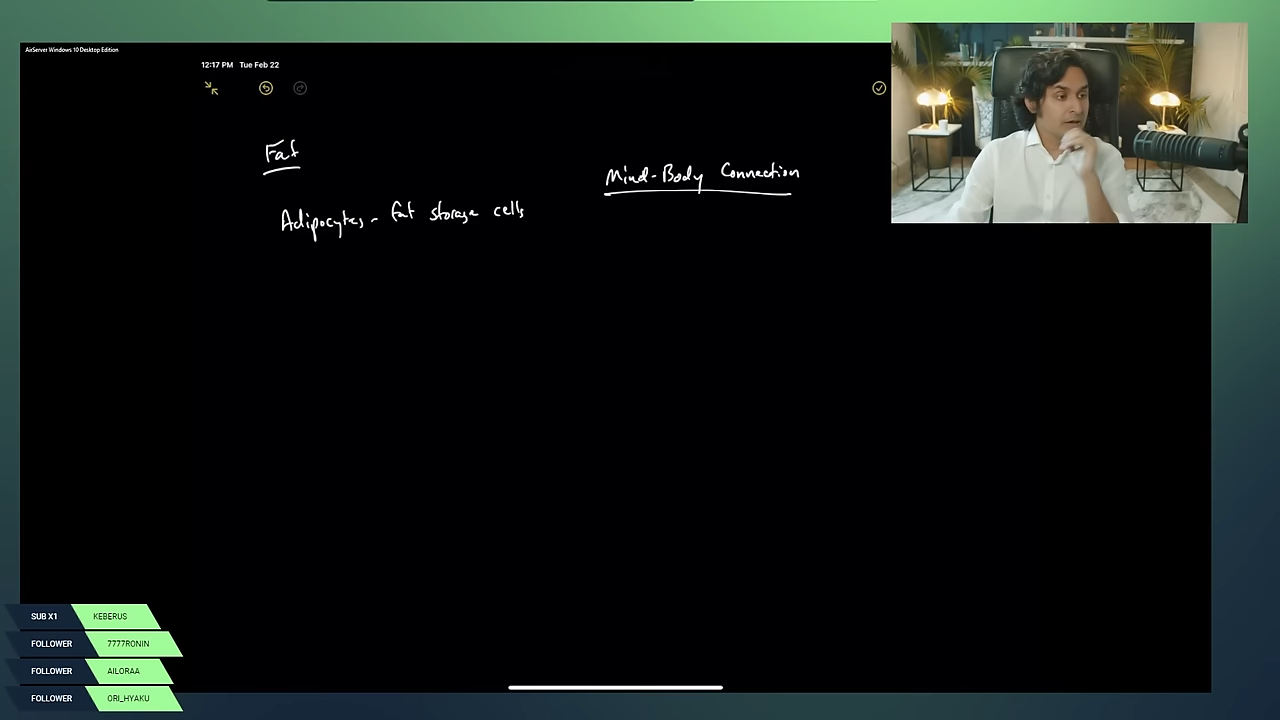 AirServer Windows 10 Desktop Edition
12:17 PM Tue Feb 22
Fat
Mind-Body Connection
Adipocytes - fat storage cells
SUB X1 KEBERUS
FOLLOWER 7777RONIN
FOLLOWER AILORAA
FOLLOWER ORI_HYAKU